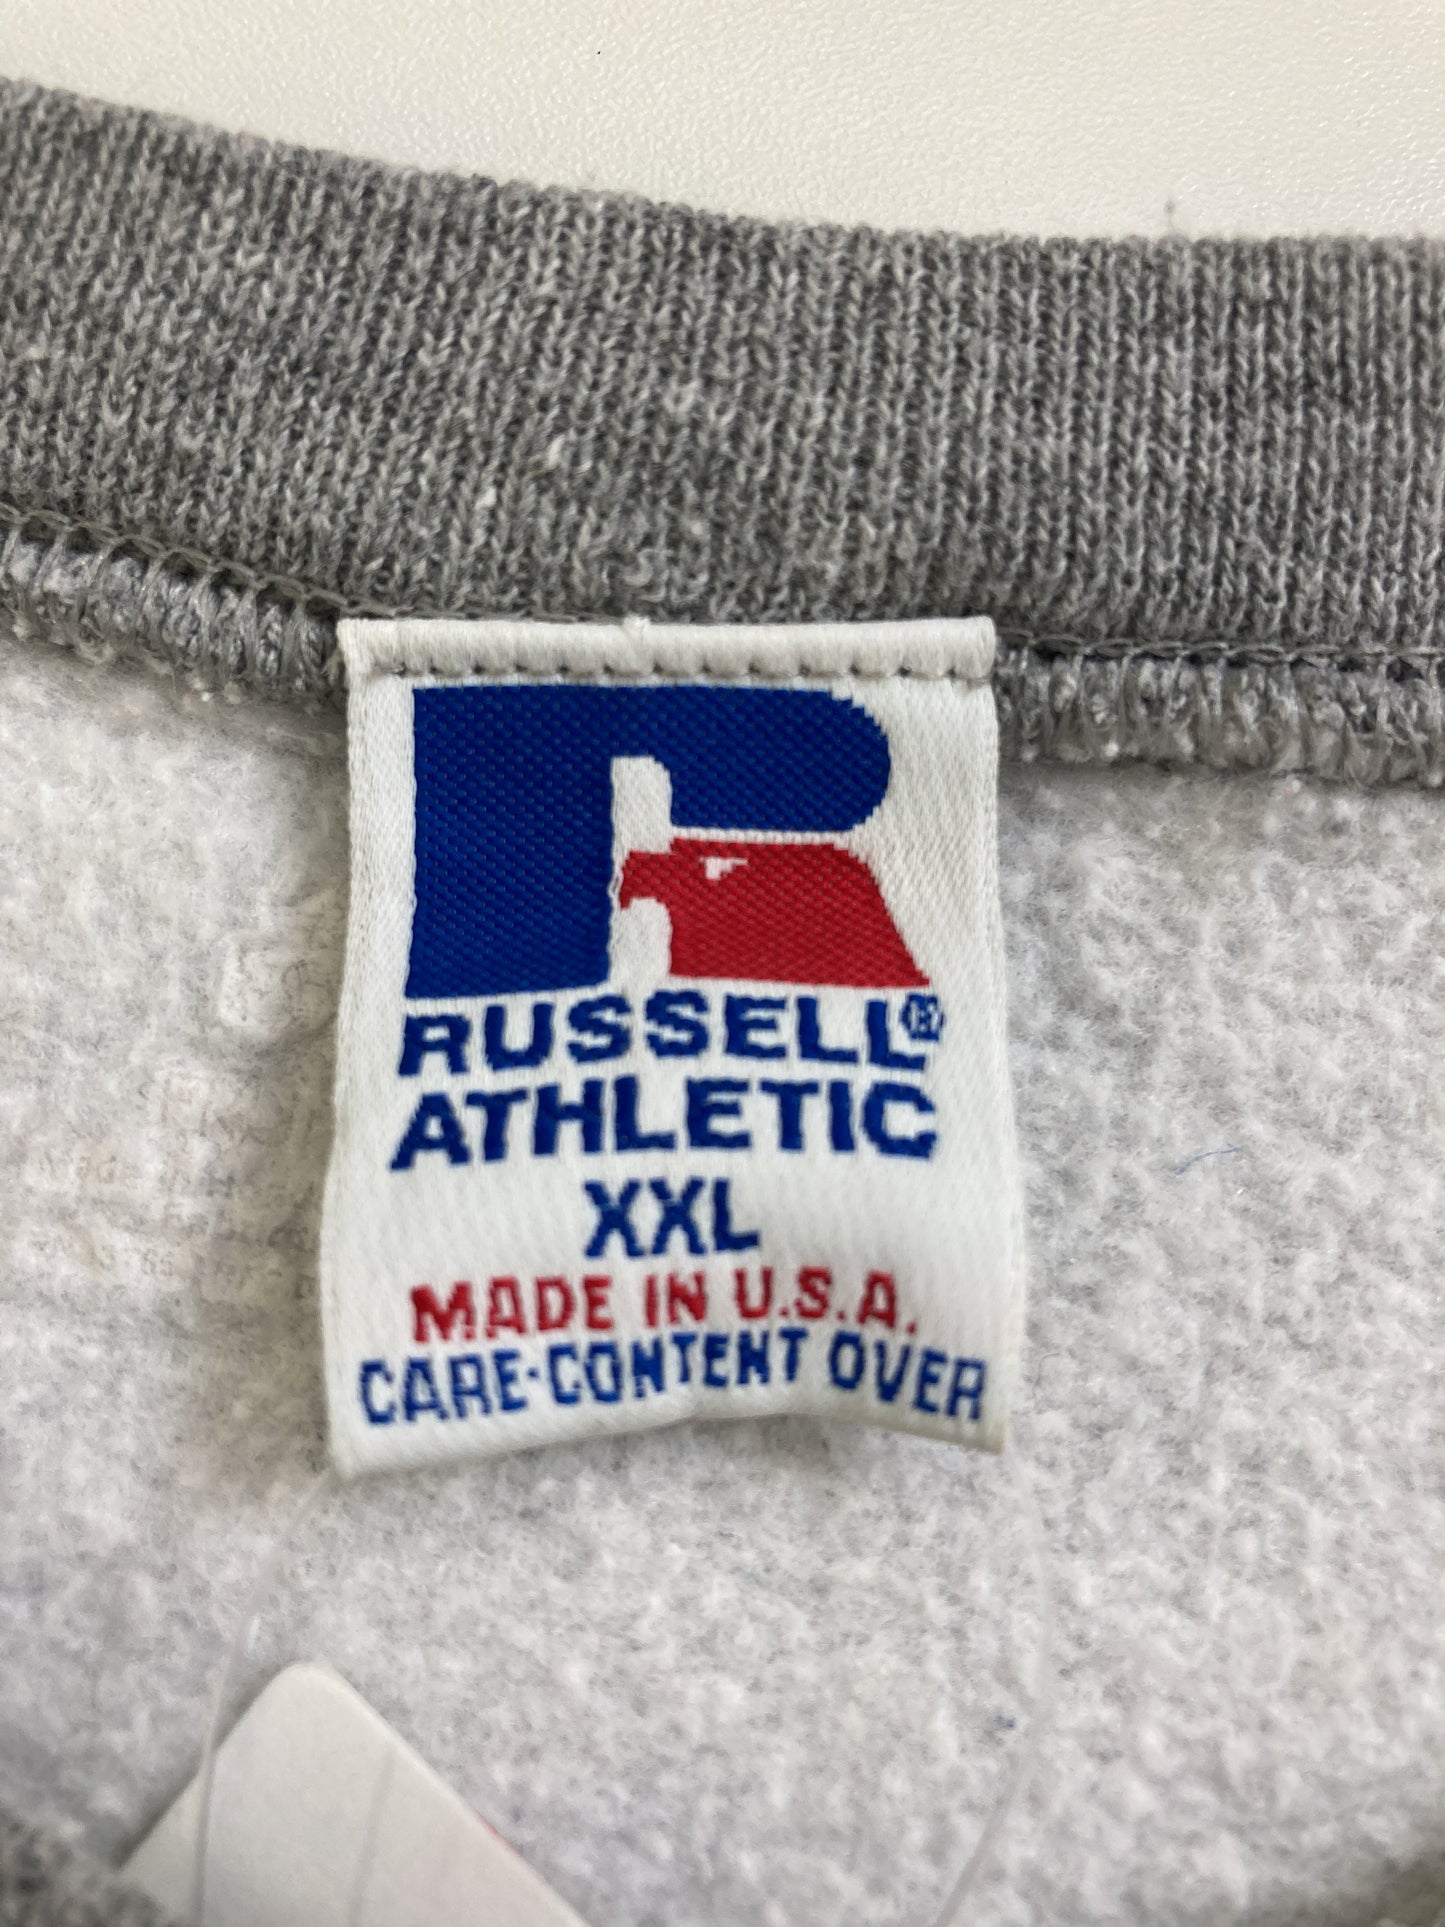 R
RUSSELL®
ATHLETIC
XXL
MADE IN U.S.A.
CARE·CONTENT OVER